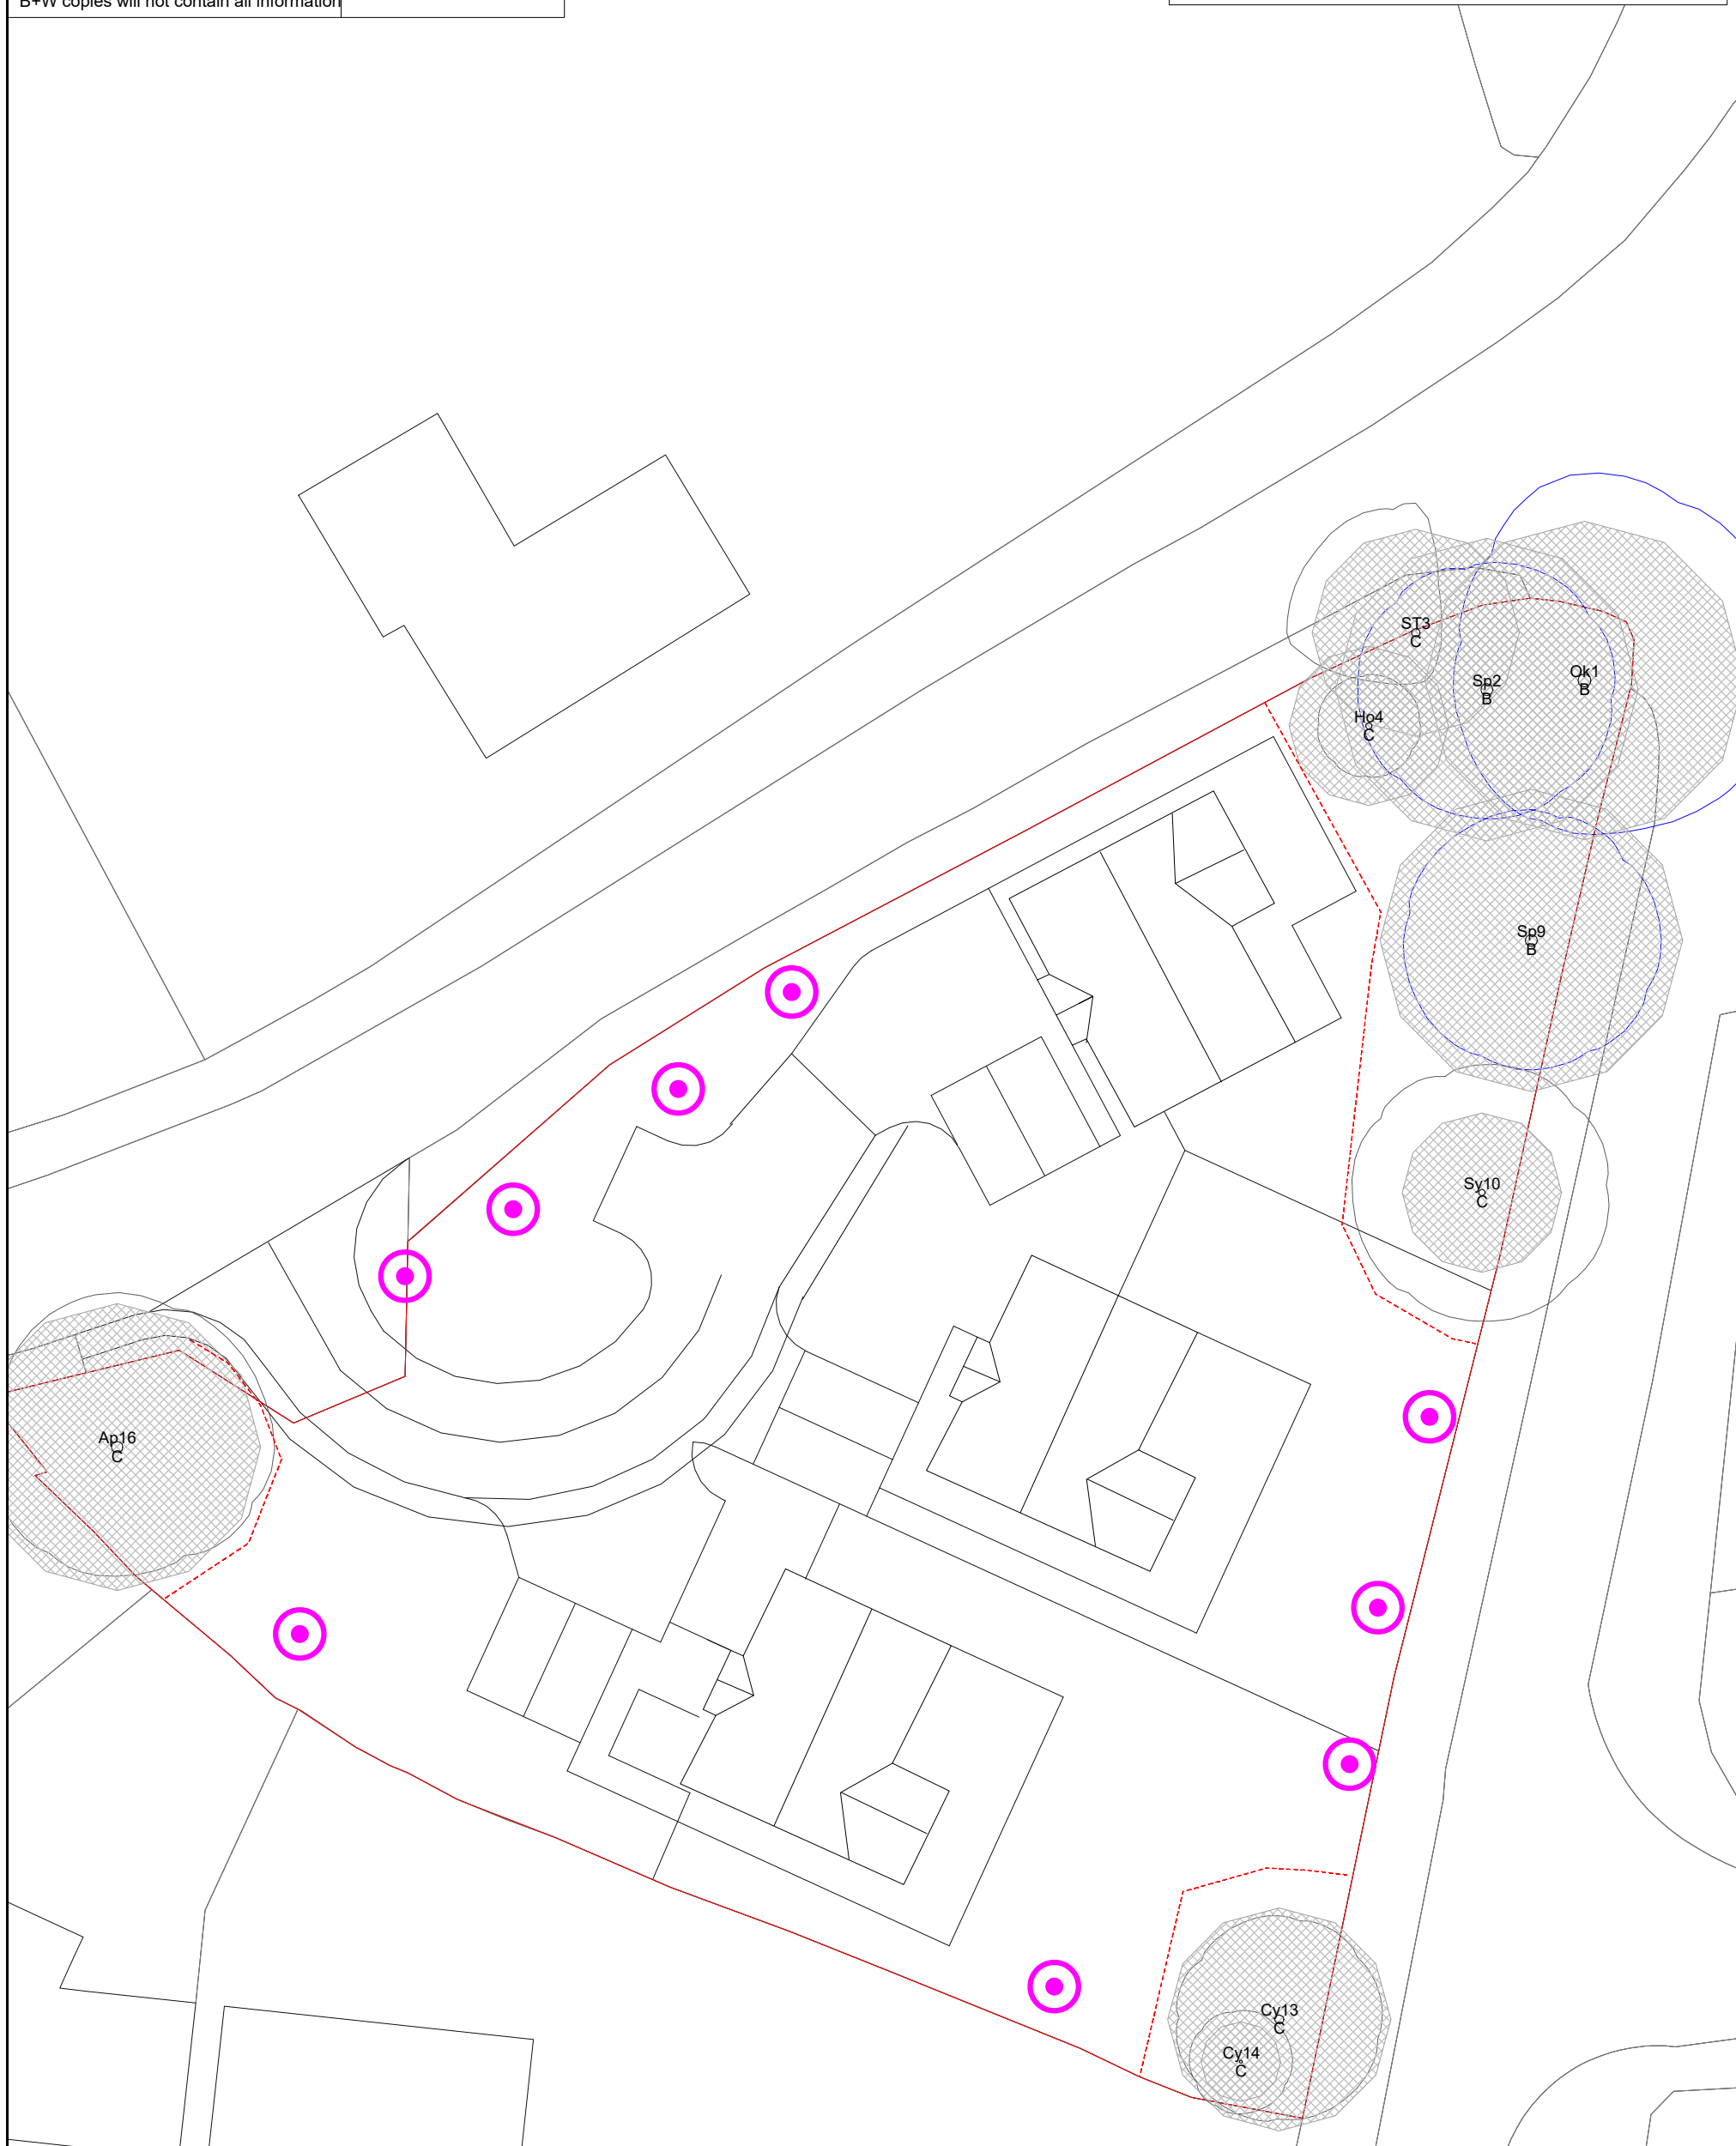 B+W copies will not contain all information
ST3
C
Ok1
B
Sp2
B
Ho4
C
Sp9
B
Sy10
C
Ap16
C
Cy13
C
Cy14
C